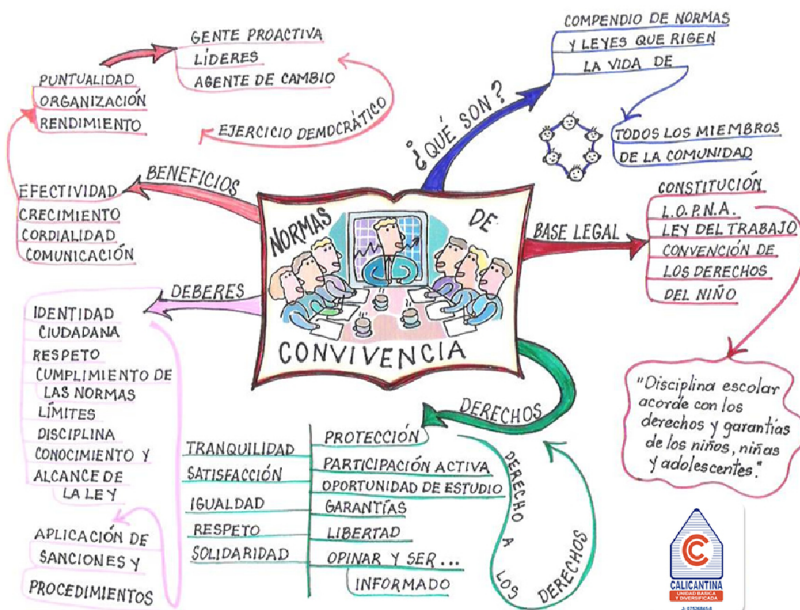 NORMAS DE
CONVIVENCIA
¿QUÉ SON?
COMPENDIO DE NORMAS
Y LEYES QUE RIGEN
LA VIDA DE
TODOS LOS MIEMBROS
DE LA COMUNIDAD
BASE LEGAL
CONSTITUCIÓN
L.O.P.N.A.
LEY DEL TRABAJO
CONVENCIÓN DE
LOS DERECHOS
DEL NIÑO
"Disciplina escolar
acorde con los
derechos y garantías
de los niños, niñas
y adolescentes".
DERECHOS
PROTECCIÓN
PARTICIPACIÓN ACTIVA
OPORTUNIDAD DE ESTUDIO
GARANTÍAS
LIBERTAD
OPINAR Y SER...
INFORMADO
TRANQUILIDAD
SATISFACCIÓN
IGUALDAD
RESPETO
SOLIDARIDAD
DERECHO A LOS DERECHOS
DEBERES
IDENTIDAD
CIUDADANA
RESPETO
CUMPLIMIENTO DE
LAS NORMAS
LÍMITES
DISCIPLINA
CONOCIMIENTO Y
ALCANCE DE
LA LEY
APLICACIÓN DE
SANCIONES Y
PROCEDIMIENTOS
BENEFICIOS
EFECTIVIDAD
CRECIMIENTO
CORDIALIDAD
COMUNICACIÓN
PUNTUALIDAD
ORGANIZACIÓN
RENDIMIENTO
GENTE PROACTIVA
LÍDERES
AGENTE DE CAMBIO
EJERCICIO DEMOCRÁTICO
CALICANTINA
UNIDAD BÁSICA
Y DIVERSIFICADA